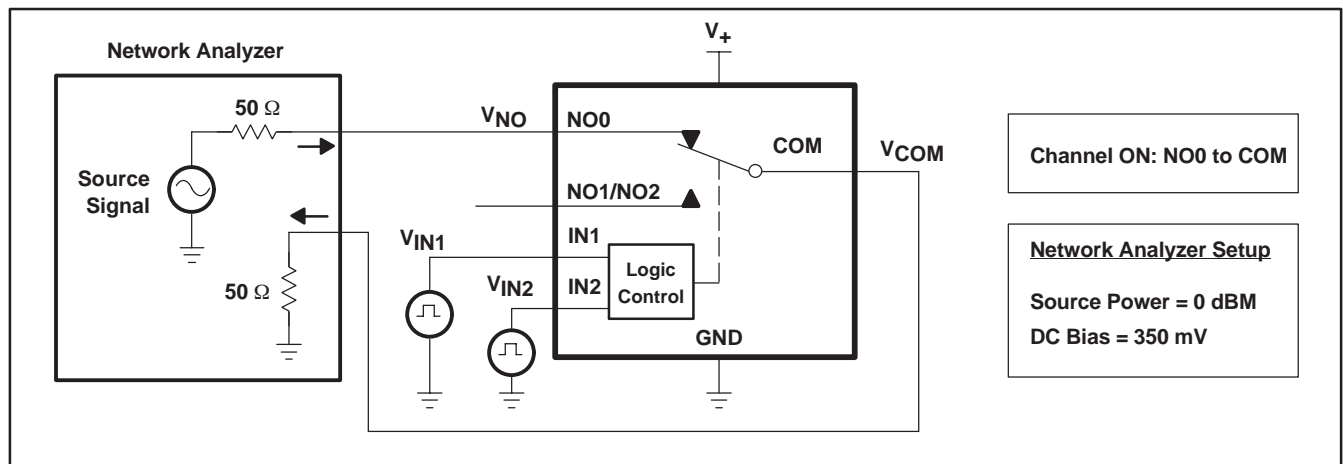 Network Analyzer
50 Ω
Source
Signal
50 Ω
V+
VNO
NO0
COM
VCOM
NO1/NO2
VIN1
IN1
VIN2
IN2
Logic
Control
GND
Channel ON: NO0 to COM
Network Analyzer Setup
Source Power = 0 dBM
DC Bias = 350 mV